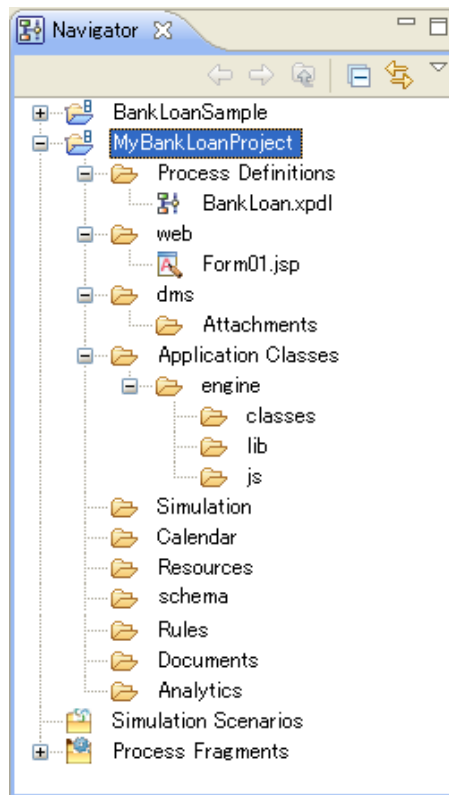 Navigator
BankLoanSample
MyBankLoanProject
Process Definitions
BankLoan.xpdl
web
Form01.jsp
dms
Attachments
Application Classes
engine
classes
lib
js
Simulation
Calendar
Resources
schema
Rules
Documents
Analytics
Simulation Scenarios
Process Fragments